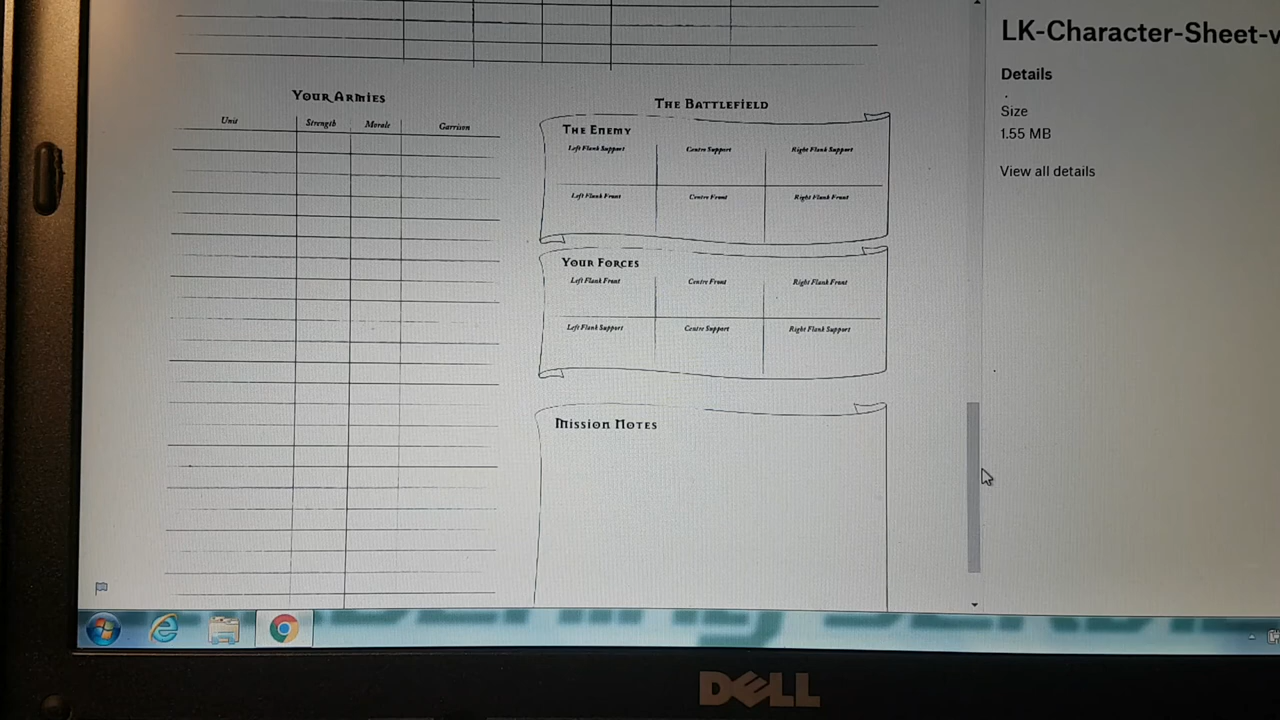 LK-Character-Sheet-
Details
Size
1.55 MB
View all details
Your Armies
Unit Strength Morale Garrison
The Battlefield
The Enemy
Left Flank Support Centre Support Right Flank Support
Left Flank Front Centre Front Right Flank Front
Your Forces
Left Flank Front Centre Front Right Flank Front
Left Flank Support Centre Support Right Flank Support
Mission Notes
DELL